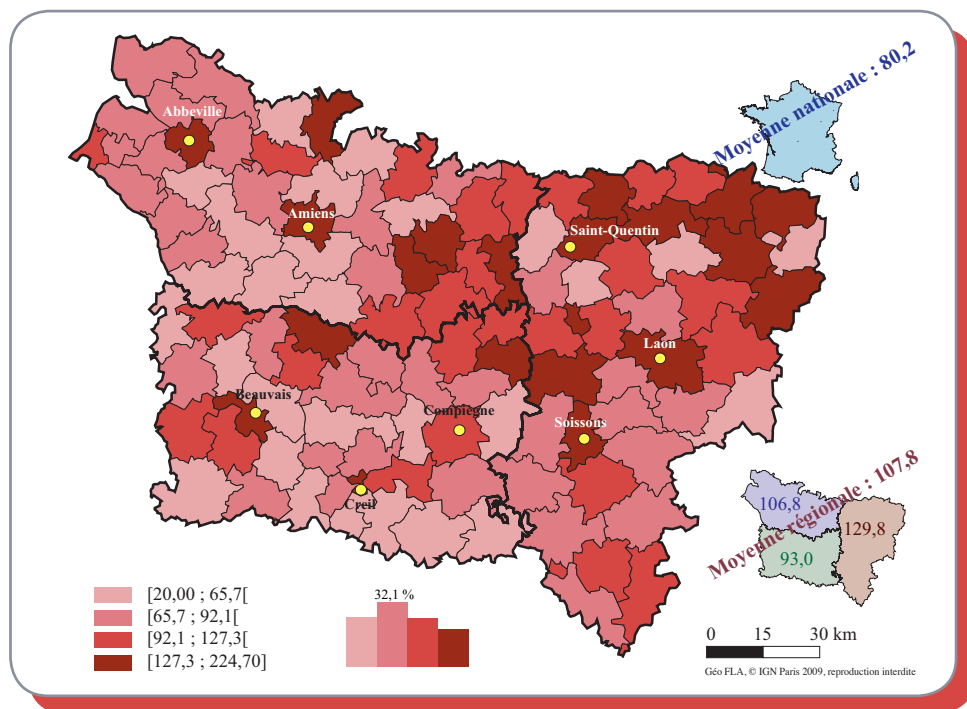 Moyenne nationale : 80,2
Abbeville
Amiens
Saint-Quentin
Laon
Beauvais
Compiègne
Soissons
Creil
Moyenne régionale : 107,8
106,8
129,8
93,0
[20,00 ; 65,7[
[65,7 ; 92,1[
[92,1 ; 127,3[
[127,3 ; 224,70]
32,1 %
0 15 30 km
Géo FLA, © IGN Paris 2009, reproduction interdite